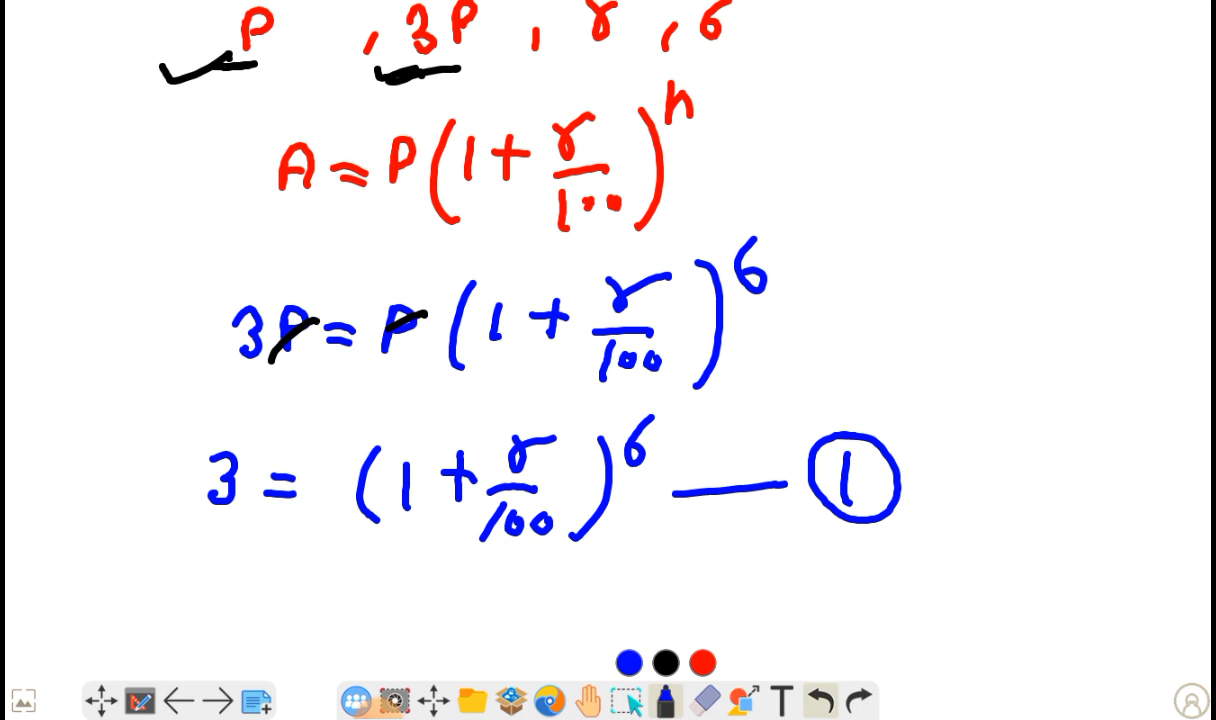 P , 3P , r , 6
A = P(1 + r/100)^n
3P = P (1 + r/100)^6
3 = (1 + r/100)^6 — 1
T